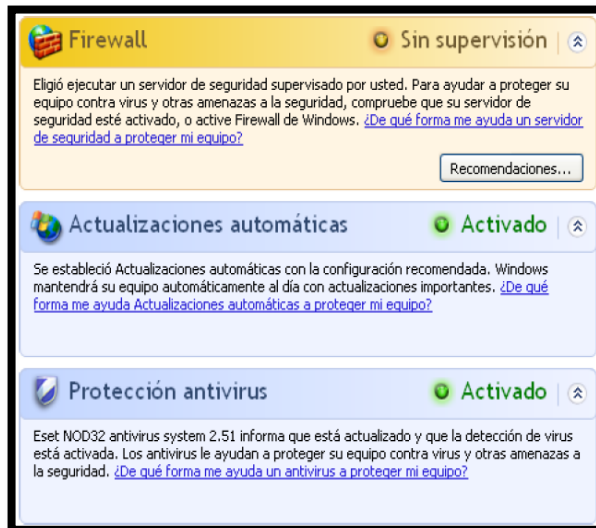 Firewall
Sin supervisión
Eligió ejecutar un servidor de seguridad supervisado por usted. Para ayudar a proteger su
equipo contra virus y otras amenazas a la seguridad, compruebe que su servidor de
seguridad esté activado, o active Firewall de Windows. ¿De qué forma me ayuda un servidor
de seguridad a proteger mi equipo?
Recomendaciones...
Actualizaciones automáticas
Activado
Se estableció Actualizaciones automáticas con la configuración recomendada. Windows
mantendrá su equipo automáticamente al día con actualizaciones importantes. ¿De qué
forma me ayuda Actualizaciones automáticas a proteger mi equipo?
Protección antivirus
Activado
Eset NOD32 antivirus system 2.51 informa que está actualizado y que la detección de virus
está activada. Los antivirus le ayudan a proteger su equipo contra virus y otras amenazas a
la seguridad. ¿De qué forma me ayuda un antivirus a proteger mi equipo?